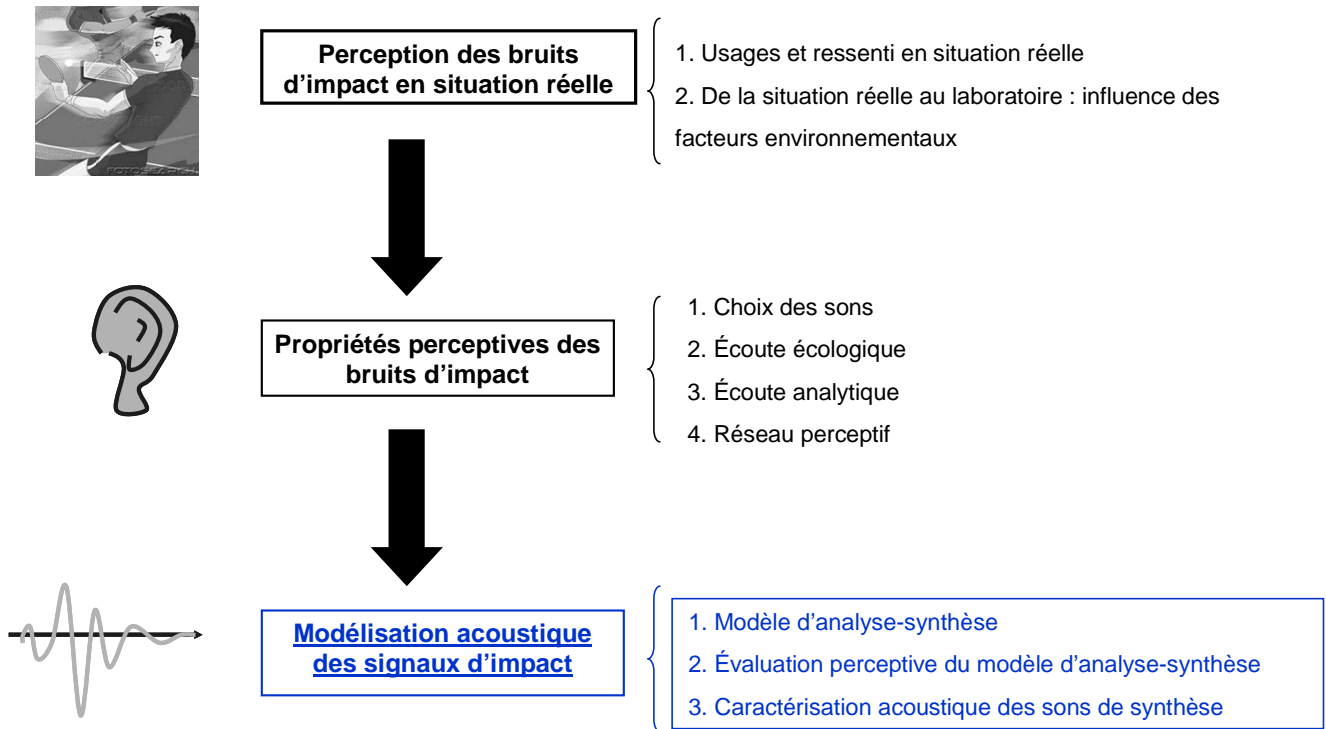 Perception des bruits
d'impact en situation réelle
1. Usages et ressenti en situation réelle
2. De la situation réelle au laboratoire : influence des
facteurs environnementaux
FOTOSEARCH
Propriétés perceptives des
bruits d'impact
1. Choix des sons
2. Écoute écologique
3. Écoute analytique
4. Réseau perceptif
Modélisation acoustique
des signaux d'impact
1. Modèle d'analyse-synthèse
2. Évaluation perceptive du modèle d'analyse-synthèse
3. Caractérisation acoustique des sons de synthèse